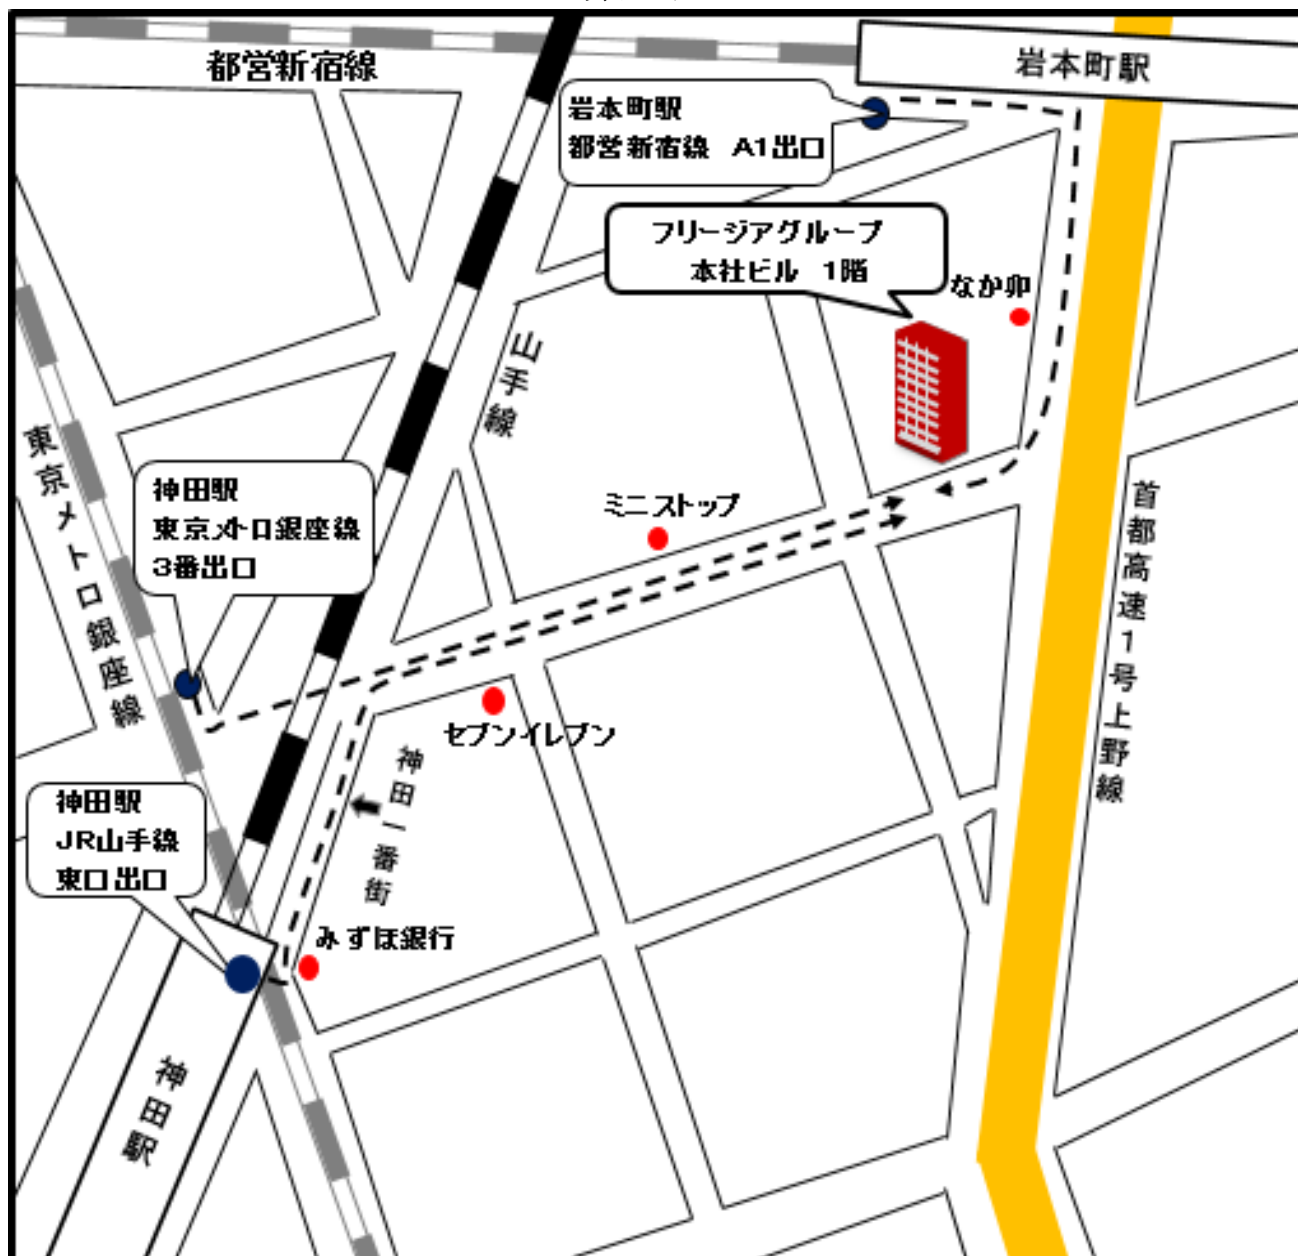 都営新宿線
岩本町駅
岩本町駅
都営新宿線 A1出口
フリージアグループ
本社ビル 1階
なか卯
山手線
東京メトロ銀座線
神田駅
東京メトロ銀座線
3番出口
ミニストップ
首都高速1号上野線
セブンイレブン
神田一番街
神田駅
JR山手線
東口出口
みずほ銀行
神田駅